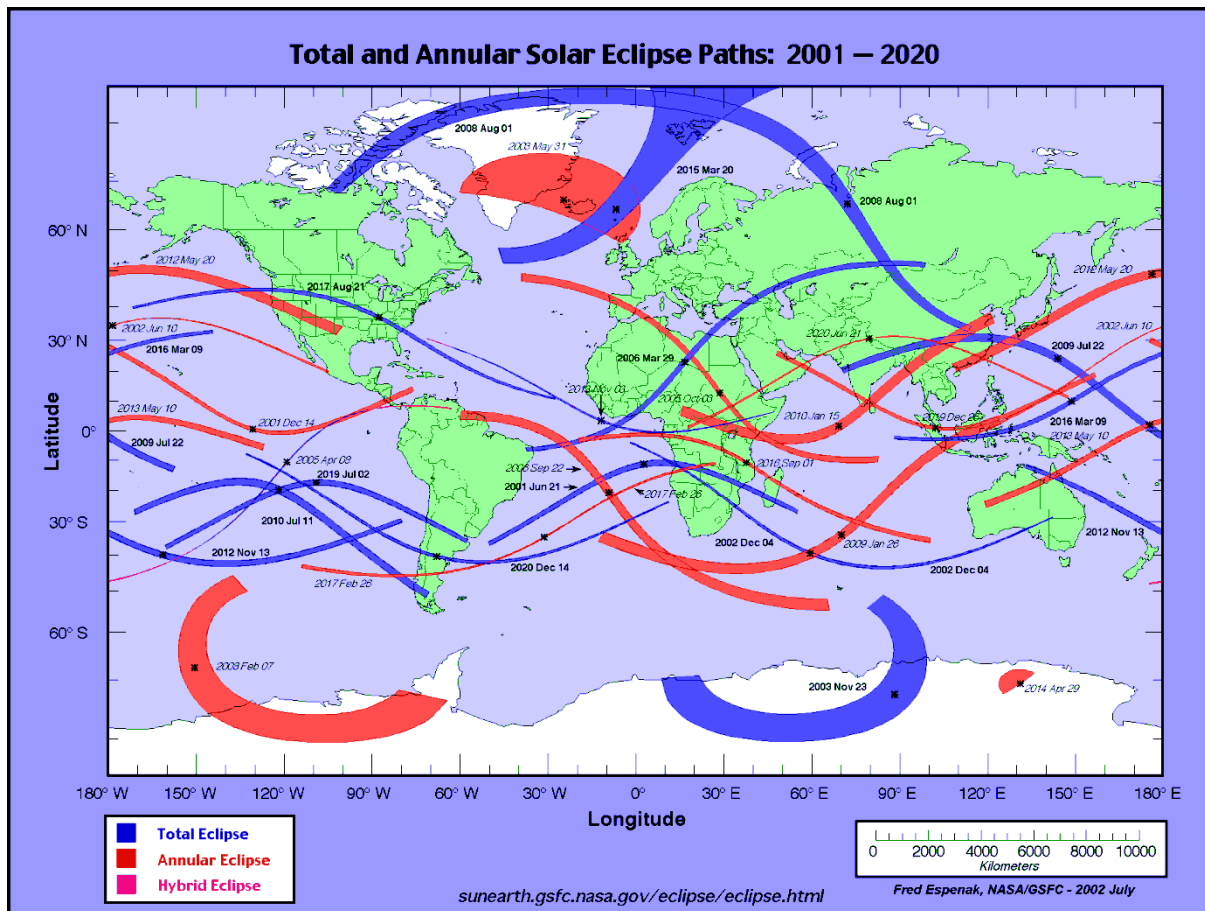 Total and Annular Solar Eclipse Paths: 2001 — 2020
2008 Aug 01
2003 May 31
2015 Mar 20
2008 Aug 01
60° N
2012 May 20
2012 May 20
2017 Aug 21
2002 Jun 10
2020 Jun 21
2002 Jun 10
30° N
2016 Mar 09
2009 Jul 22
2006 Mar 29
2013 Nov 03
2005 Oct 03
2010 Jan 15
2019 Dec 26
2016 Mar 09
2013 May 10
2001 Dec 14
0°
2013 May 10
2009 Jul 22
2005 Apr 08
2006 Sep 22
2016 Sep 01
2019 Jul 02
2001 Jun 21
2017 Feb 26
30° S
2010 Jul 11
2012 Nov 13
2002 Dec 04
2009 Jan 26
2012 Nov 13
2020 Dec 14
2002 Dec 04
2017 Feb 26
60° S
2008 Feb 07
2003 Nov 23
2014 Apr 29
Latitude
180° W 150° W 120° W 90° W 60° W 30° W 0° 30° E 60° E 90° E 120° E 150° E 180° E
Longitude
Total Eclipse
Annular Eclipse
Hybrid Eclipse
0 2000 4000 6000 8000 10000
Kilometers
sunearth.gsfc.nasa.gov/eclipse/eclipse.html
Fred Espenak, NASA/GSFC - 2002 July